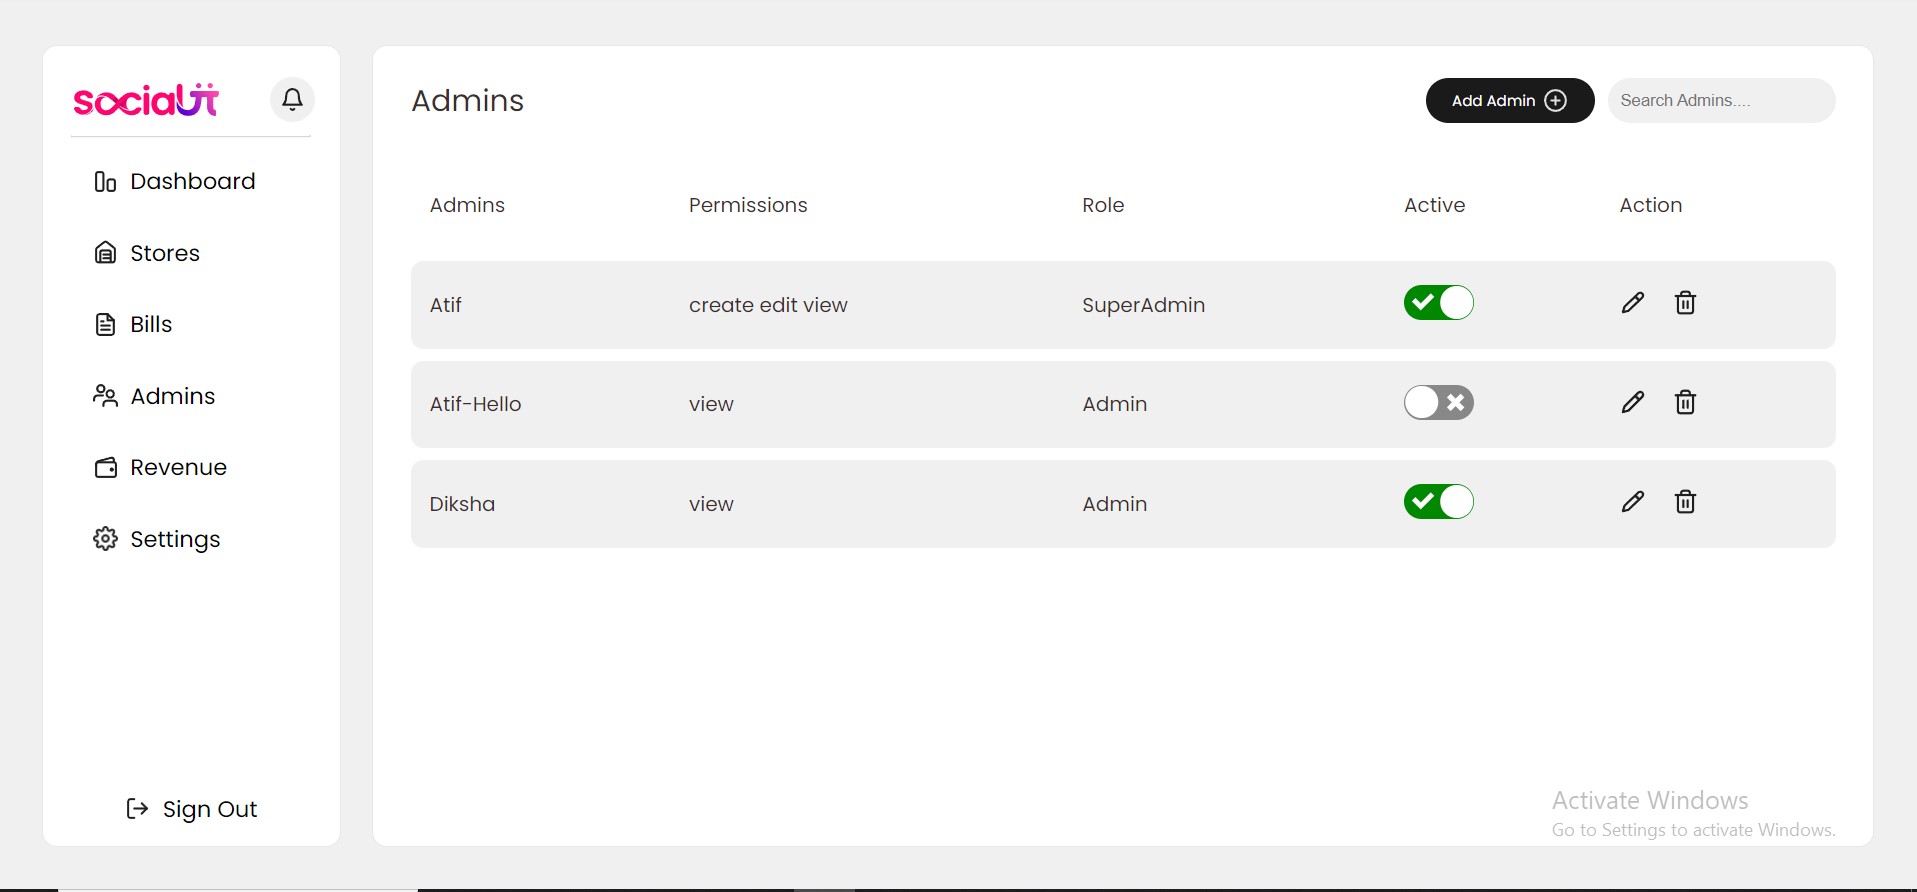 socialJT
Dashboard
Stores
Bills
Admins
Revenue
Settings
Sign Out
Admins
Add Admin
Search Admins....
Admins Permissions Role Active Action
Atif create edit view SuperAdmin
Atif-Hello view Admin
Diksha view Admin
Activate Windows
Go to Settings to activate Windows.